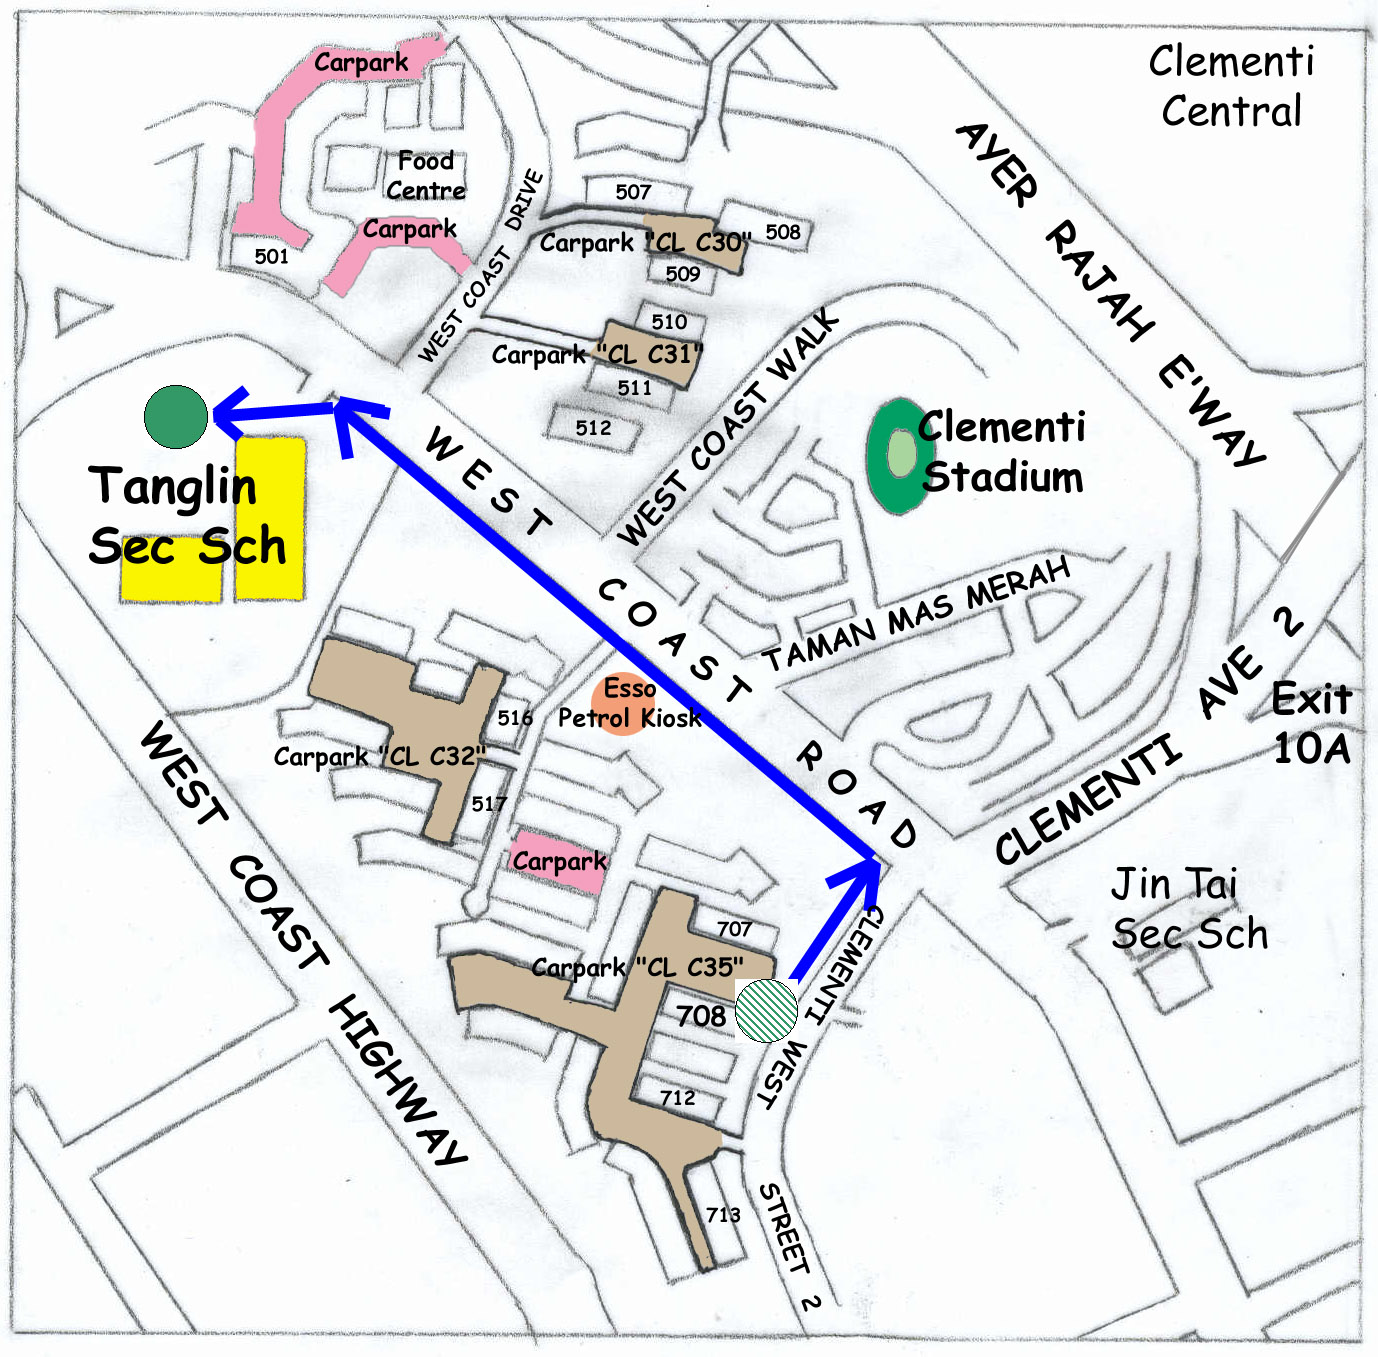 Clementi
Central
Carpark
AYER RAJAH E'WAY
Food
Centre
WEST COAST DRIVE
507
508
Carpark
Carpark "CL C30"
501
509
510
WEST COAST WALK
Carpark "CL C31"
511
512
Clementi
Stadium
WEST COAST ROAD
Tanglin
Sec Sch
TAMAN MAS MERAH
CLEMENTI AVE 2
Esso
Petrol Kiosk
Exit
10A
516
Carpark "CL C32"
517
WEST COAST HIGHWAY
Carpark
Jin Tai
Sec Sch
707
Carpark "CL C35"
708
CLEMENTI WEST STREET 2
712
713